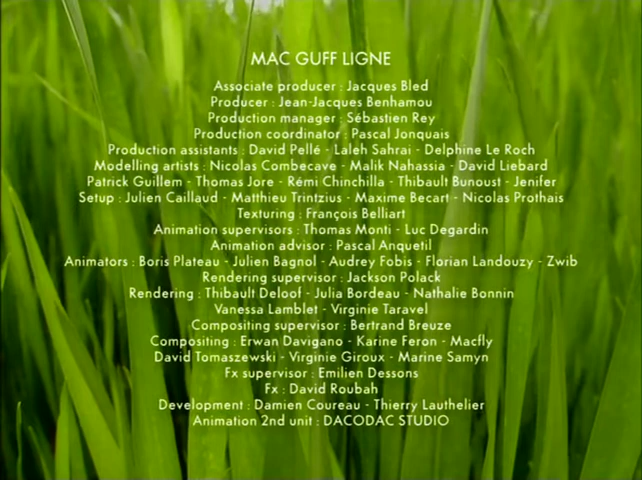 MAC GUFF LIGNE
Associate producer : Jacques Bled
Producer : Jean-Jacques Benhamou
Production manager : Sébastien Rey
Production coordinator : Pascal Jonquais
Production assistants : David Pellé - Laleh Sahrai - Delphine Le Roch
Modelling artists : Nicolas Combecave - Malik Nahassia - David Liebard
Patrick Guillem - Thomas Jore - Rémi Chinchilla - Thibault Bunoust - Jenifer
Setup : Julien Caillaud - Matthieu Trintzius - Maxime Becart - Nicolas Prothais
Texturing : François Belliart
Animation supervisors : Thomas Monti - Luc Degardin
Animation advisor : Pascal Anquetil
Animators : Boris Plateau - Julien Bagnol - Audrey Fobis - Florian Landouzy - Zwib
Rendering supervisor : Jackson Polack
Rendering : Thibault Deloof - Julia Bordeau - Nathalie Bonnin
Vanessa Lamblet - Virginie Taravel
Compositing supervisor : Bertrand Breuze
Compositing : Erwan Davigano - Karine Feron - Macfly
David Tomaszewski - Virginie Giroux - Marine Samyn
Fx supervisor : Emilien Dessons
Fx : David Roubah
Development : Damien Coureau - Thierry Lauthelier
Animation 2nd unit : DACODAC STUDIO